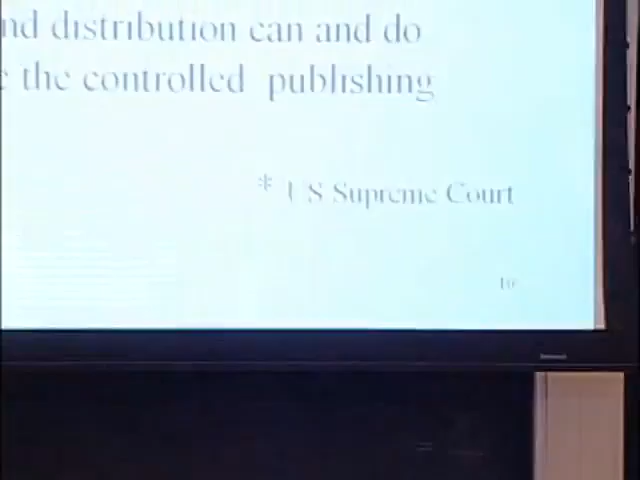 nd distribution can and do
e the controlled publishing
* US Supreme Court